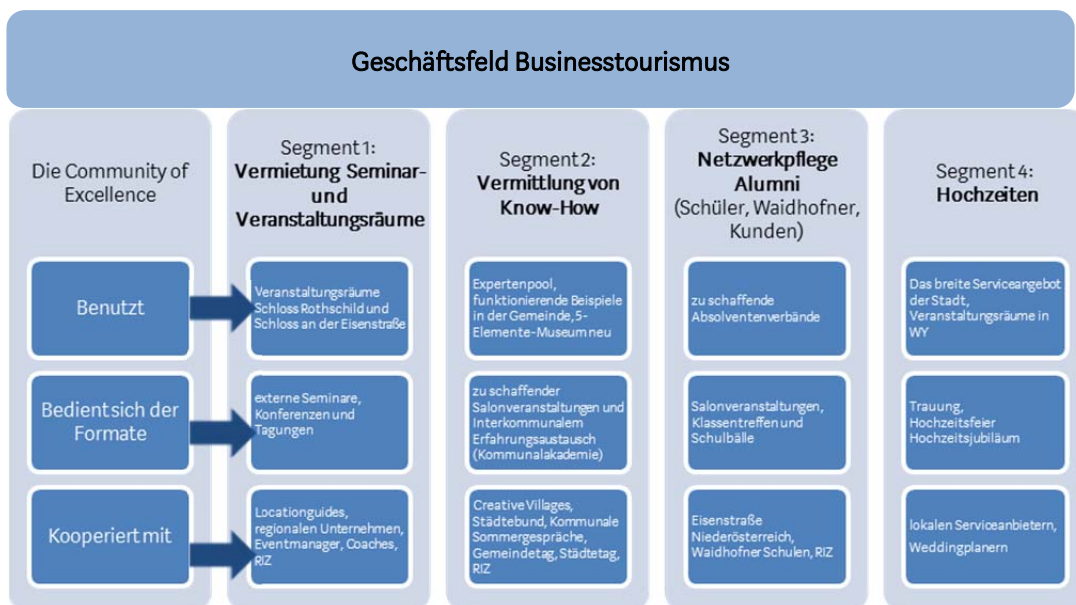 Geschäftsfeld Businesstourismus
Die Community of
Excellence
Benutzt
Bedient sich der
Formate
Kooperiert mit
Segment 1:
Vermietung Seminar-
und
Veranstaltungsräume
Veranstaltungsräume
Schloss Rothschild und
Schloss an der Eisenstraße
externe Seminare,
Konferenzen und
Tagungen
Locationguides,
regionalen Unternehmen,
Eventmanager, Coaches,
RIZ
Segment 2:
Vermittlung von
Know-How
Expertenpool,
funktionierende Beispiele
in der Gemeinde, 5-
Elemente-Museum neu
zu schaffender
Salonveranstaltungen und
Interkommunalem
Erfahrungsaustausch
(Kommunalakademie)
Creative Villages,
Städtebund, Kommunale
Sommergespräche,
Gemeindetag, Städtetag,
RIZ
Segment 3:
Netzwerkpflege
Alumni
(Schüler, Waidhofner,
Kunden)
zu schaffende
Absolventenverbände
Salonveranstaltungen,
Klassentreffen und
Schulbälle
Eisenstraße
Niederösterreich,
Waidhofner Schulen, RIZ
Segment 4:
Hochzeiten
Das breite Serviceangebot
der Stadt,
Veranstaltungsräume in
WY
Trauung,
Hochzeitsfeier
Hochzeitsjubiläum
lokalen Serviceanbietern,
Weddingplanern